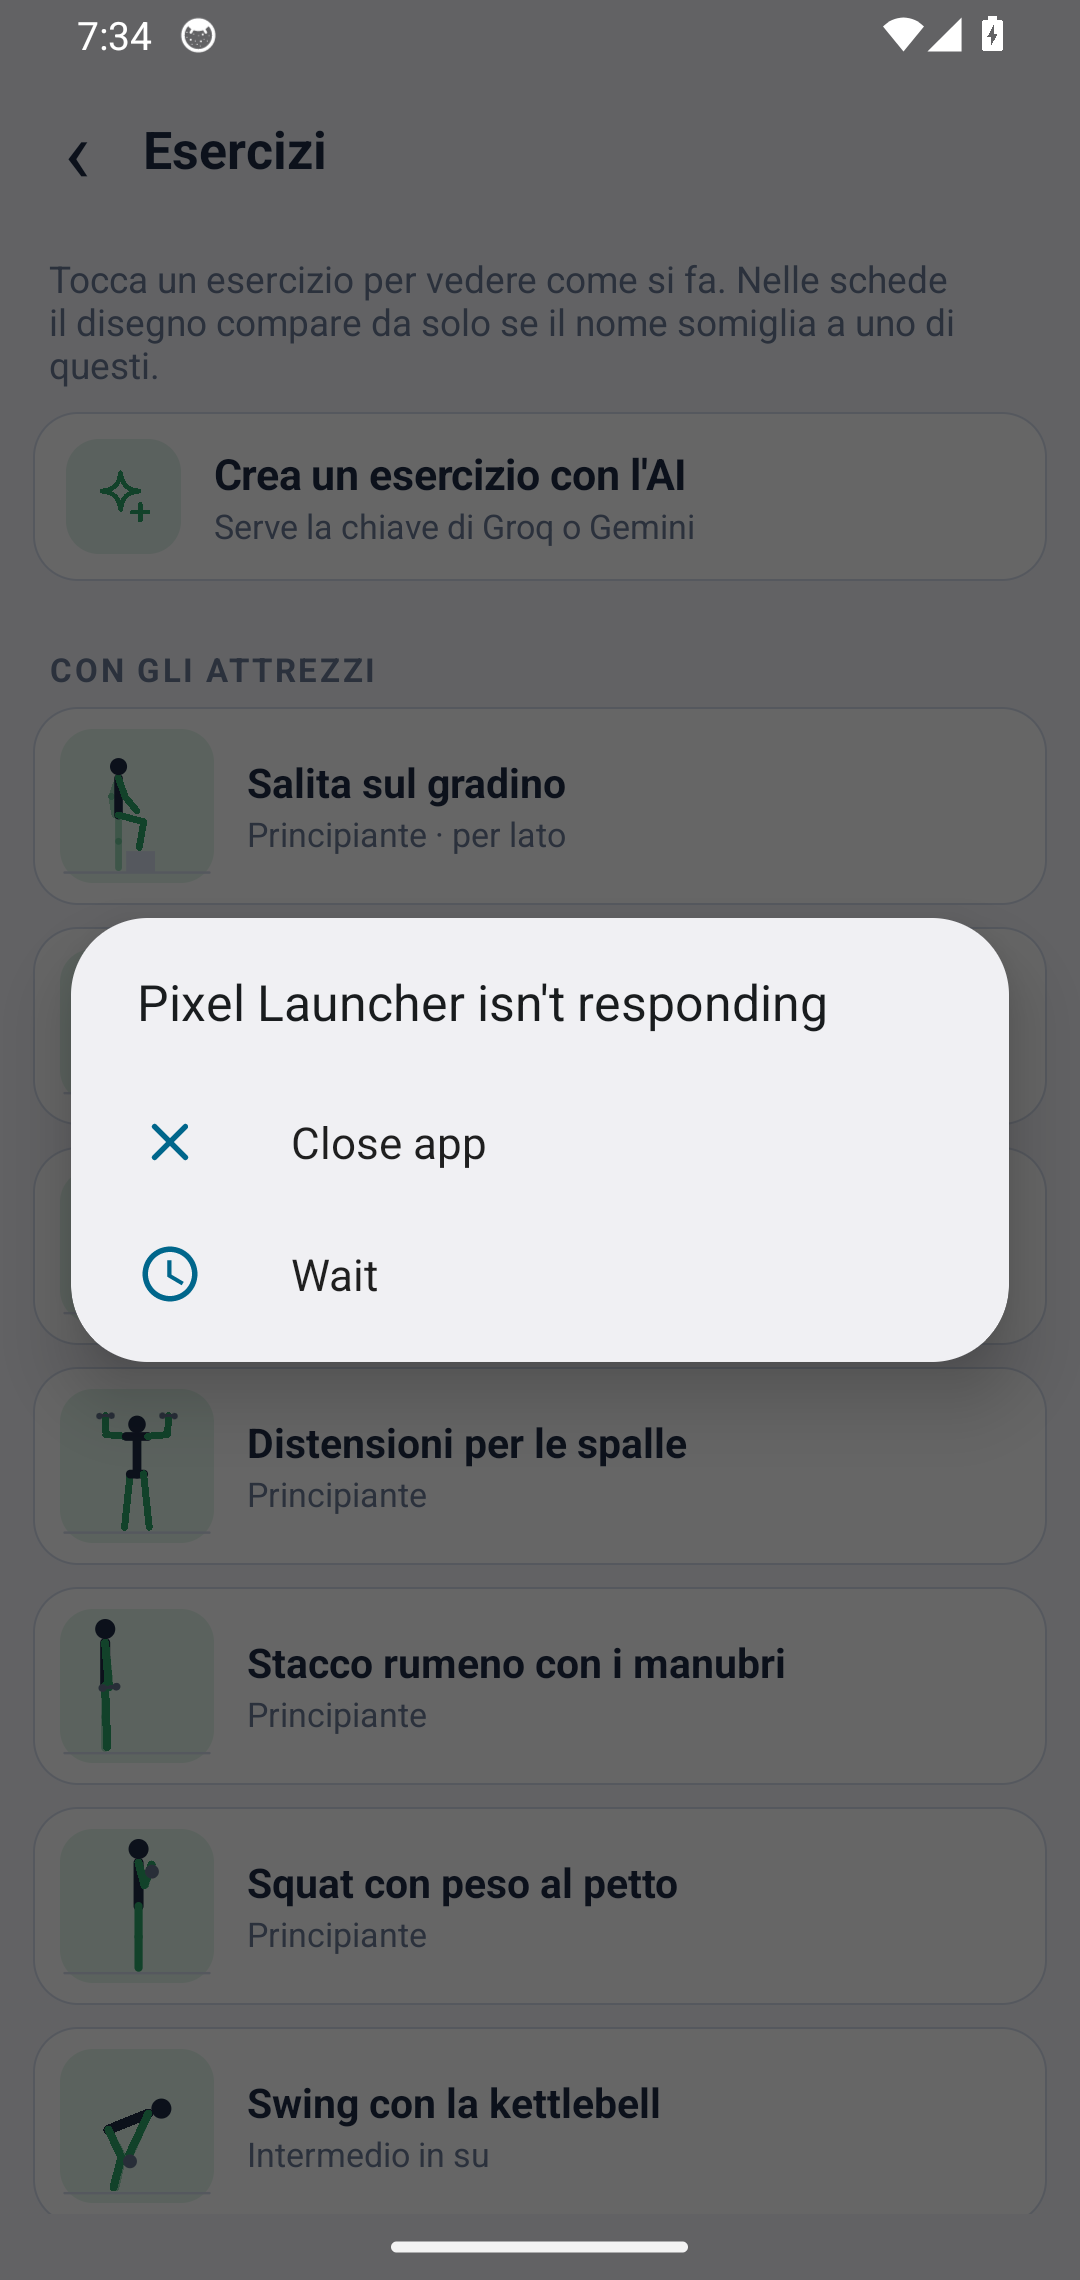 7:34
Esercizi
Tocca un esercizio per vedere come si fa. Nelle schede
il disegno compare da solo se il nome somiglia a uno di
questi.
Crea un esercizio con l'AI
Serve la chiave di Groq o Gemini
CON GLI ATTREZZI
Salita sul gradino
Principiante · per lato
Pixel Launcher isn't responding
Close app
Wait
Distensioni per le spalle
Principiante
Stacco rumeno con i manubri
Principiante
Squat con peso al petto
Principiante
Swing con la kettlebell
Intermedio in su